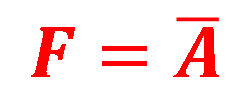 F = A̅